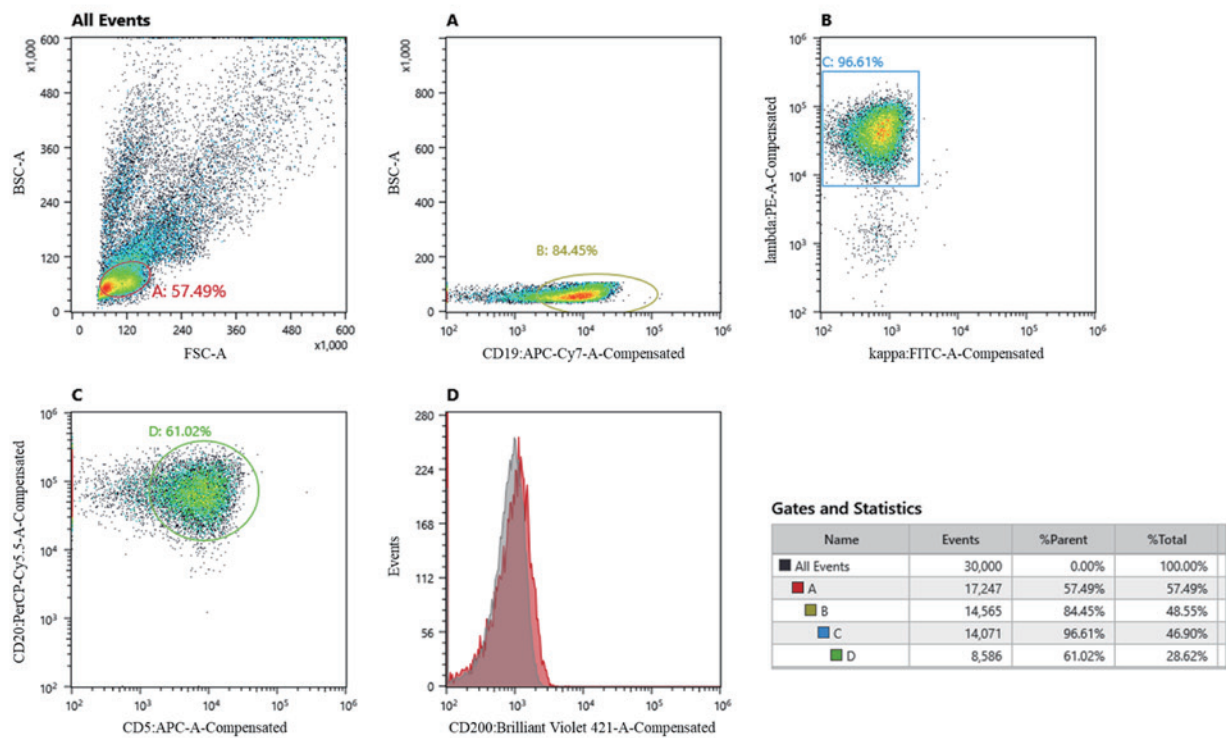 All Events
x1,000
600
480
360
240
120
0
BSC-A
A: 57.49%
0 120 240 360 480 600
FSC-A
x1,000
A
x1,000
800
600
400
200
0
BSC-A
B: 84.45%
10² 10³ 10⁴ 10⁵ 10⁶
CD19:APC-Cy7-A-Compensated
B
10⁶
10⁵
10⁴
10³
10²
lambda:PE-A-Compensated
C: 96.61%
10² 10³ 10⁴ 10⁵ 10⁶
kappa:FITC-A-Compensated
C
10⁶
10⁵
10⁴
10³
10²
CD20:PerCP-Cy5.5-A-Compensated
D: 61.02%
10² 10³ 10⁴ 10⁵ 10⁶
CD5:APC-A-Compensated
D
280
224
168
112
56
0
Events
10² 10³ 10⁴ 10⁵ 10⁶
CD200:Brilliant Violet 421-A-Compensated
Gates and Statistics
Name Events %Parent %Total
All Events 30,000 0.00% 100.00%
A 17,247 57.49% 57.49%
B 14,565 84.45% 48.55%
C 14,071 96.61% 46.90%
D 8,586 61.02% 28.62%